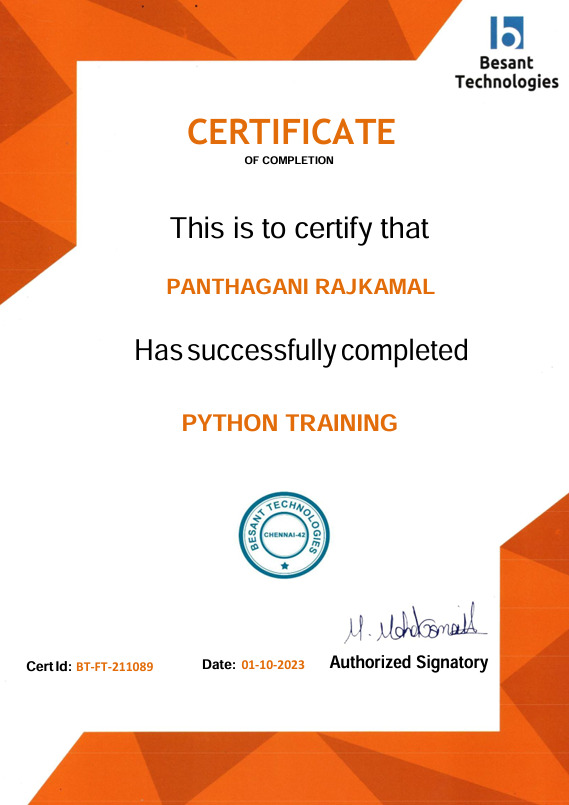 Besant
Technologies
CERTIFICATE
OF COMPLETION
This is to certify that
PANTHAGANI RAJKAMAL
Has successfully completed
PYTHON TRAINING
BESANT TECHNOLOGIES
CHENNAI-42
Cert Id: BT-FT-211089
Date: 01-10-2023
Authorized Signatory